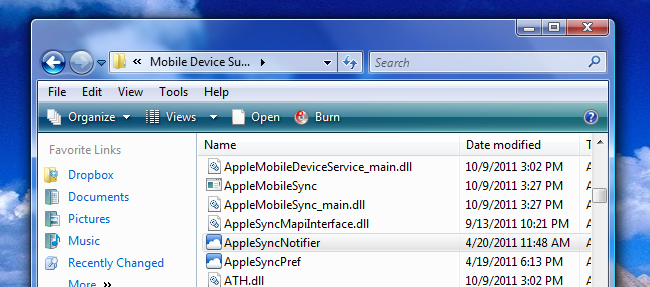 « Mobile Device Su... Search
File Edit View Tools Help
Organize Views Open Burn
Favorite Links
Dropbox
Documents
Pictures
Music
Recently Changed
More »
Name Date modified T
AppleMobileDeviceService_main.dll 10/9/2011 3:02 PM A
AppleMobileSync 10/9/2011 3:27 PM A
AppleMobileSync_main.dll 10/9/2011 3:27 PM A
AppleSyncMapiInterface.dll 9/13/2011 10:21 PM A
AppleSyncNotifier 4/20/2011 11:48 AM A
AppleSyncPref 4/19/2011 6:13 PM A
ATH.dll 10/9/2011 3:02 PM A